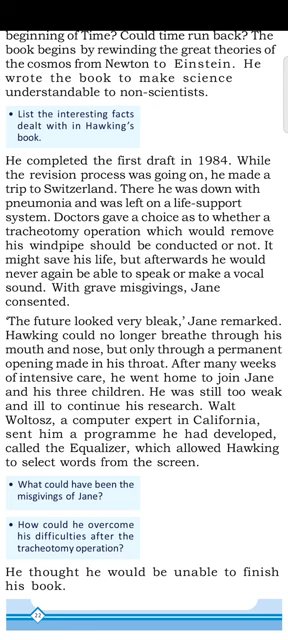 beginning of Time? Could time run back? The
book begins by rewinding the great theories of
the cosmos from Newton to Einstein. He
wrote the book to make science
understandable to non-scientists.
• List the interesting facts
dealt with in Hawking's
book.
He completed the first draft in 1984. While
the revision process was going on, he made a
trip to Switzerland. There he was down with
pneumonia and was left on a life-support
system. Doctors gave a choice as to whether a
tracheotomy operation which would remove
his windpipe should be conducted or not. It
might save his life, but afterwards he would
never again be able to speak or make a vocal
sound. With grave misgivings, Jane
consented.
'The future looked very bleak,' Jane remarked.
Hawking could no longer breathe through his
mouth and nose, but only through a permanent
opening made in his throat. After many weeks
of intensive care, he went home to join Jane
and his three children. He was still too weak
and ill to continue his research. Walt
Woltosz, a computer expert in California,
sent him a programme he had developed,
called the Equalizer, which allowed Hawking
to select words from the screen.
• What could have been the
misgivings of Jane?
• How could he overcome
his difficulties after the
tracheotomy operation?
He thought he would be unable to finish
his book.